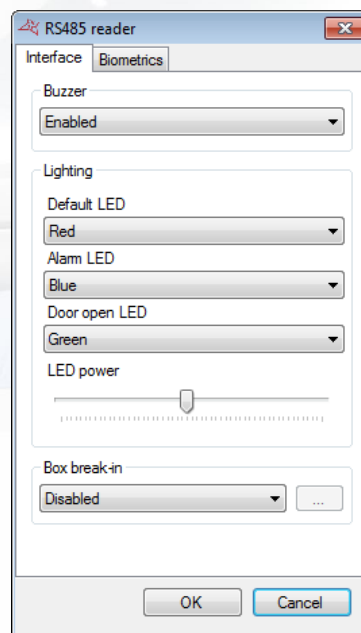 RS485 reader
Interface Biometrics
Buzzer
Enabled
Lighting
Default LED
Red
Alarm LED
Blue
Door open LED
Green
LED power
Box break-in
Disabled ...
OK Cancel